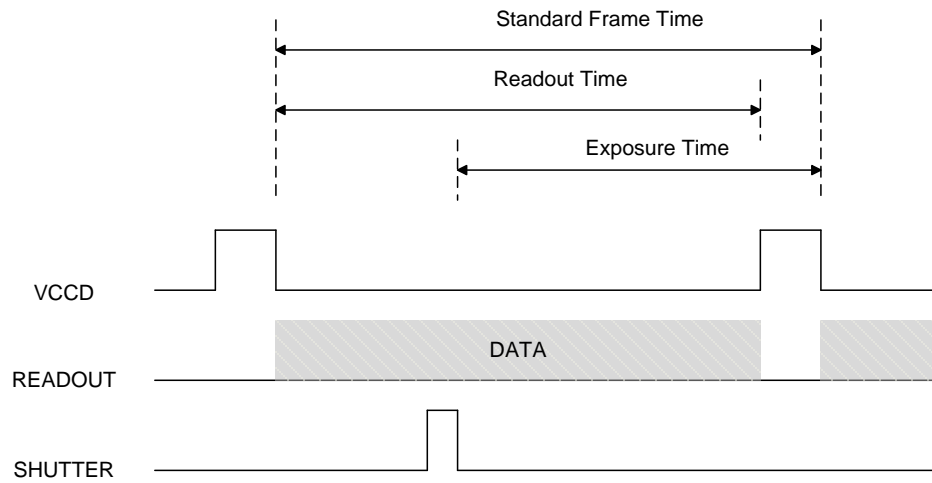 Standard Frame Time
Readout Time
Exposure Time
VCCD
DATA
READOUT
SHUTTER